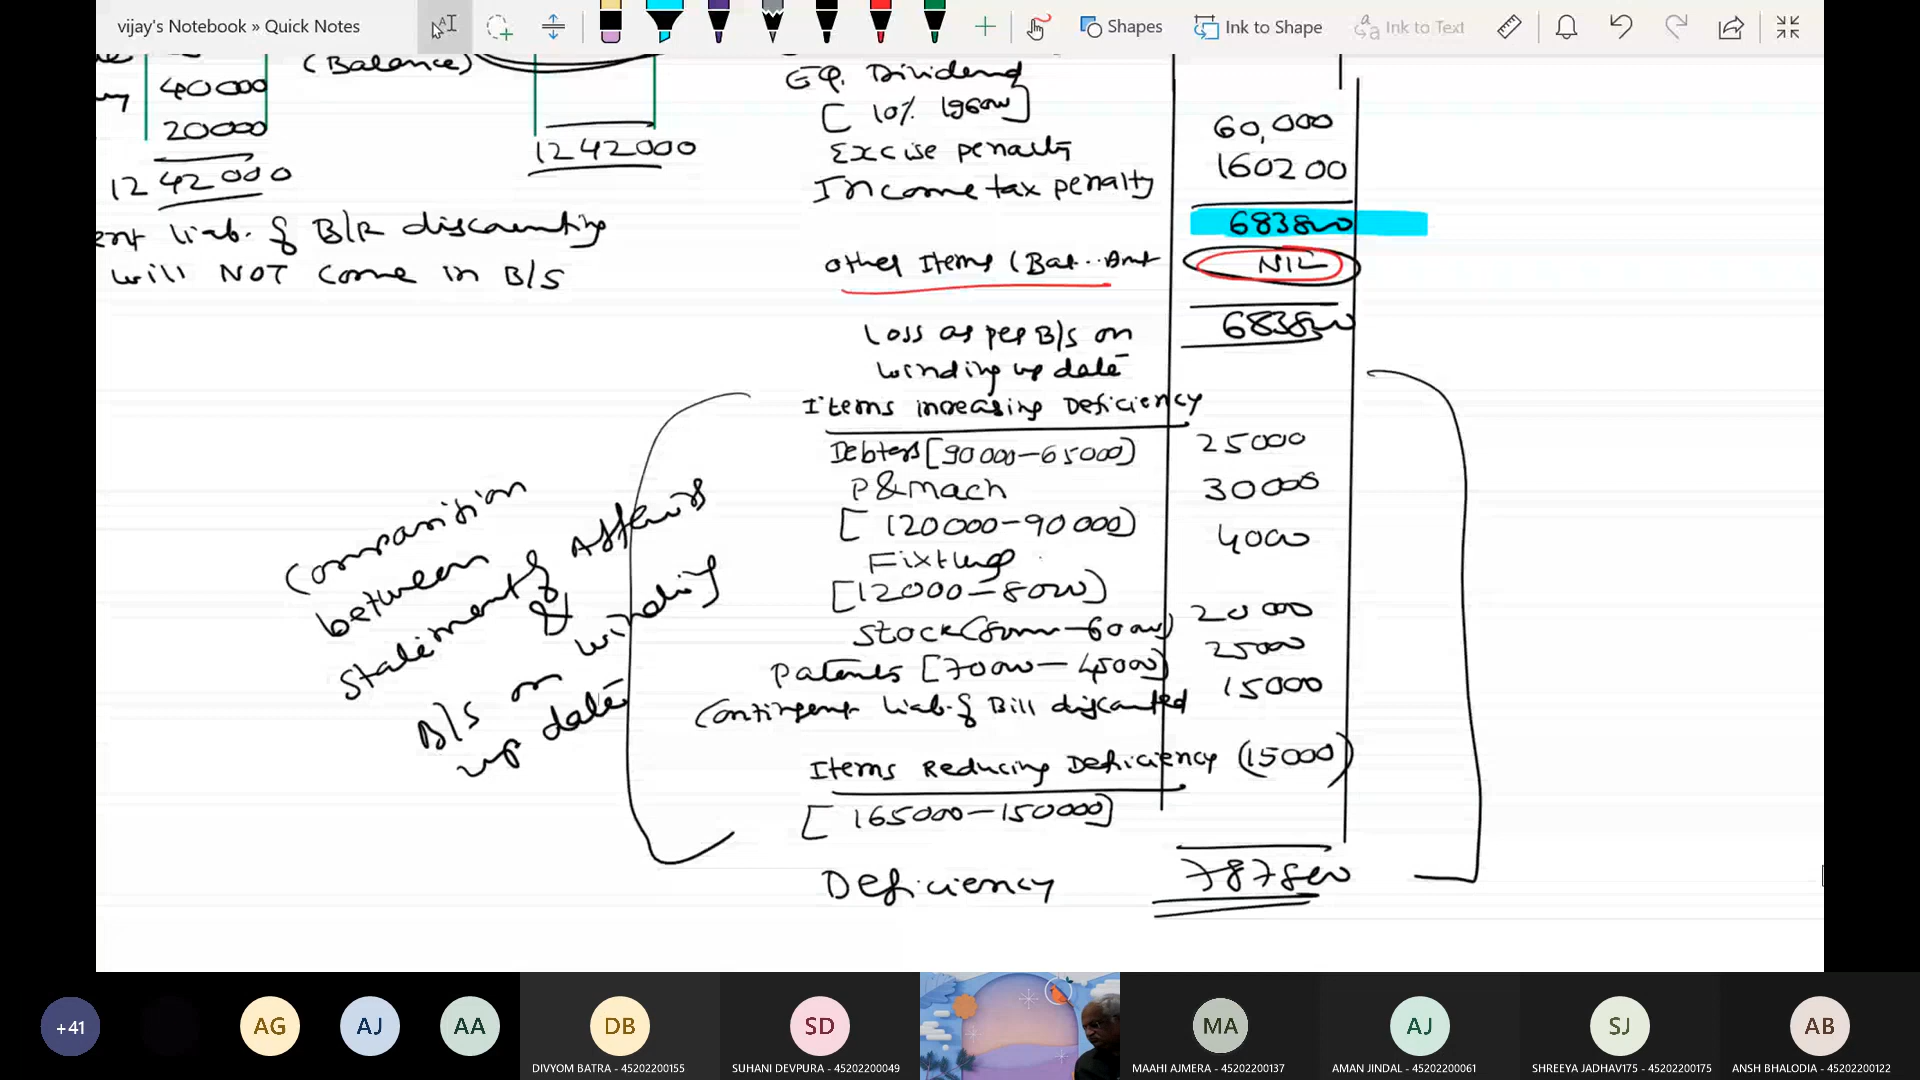 vijay's Notebook » Quick Notes
Shapes
Ink to Shape
Ink to Text
(Balance)
40000
20000
1242000
1242000
liab. of B/R discounting
will NOT come in B/S
EQ. Dividend
[ 10%
Excise penalty 60,000
Income tax penalty 160200
683800
Other Items (Bal.. Amt NIL
Loss as per B/S on 683800
winding up date
Items increasing Deficiency
Debters [90000-65000) 25000
P&mach 30000
[ 120000-90000)
Fixtures 4000
[12000-8000)
Stock(80000-60000) 20000
Patents [70000-45000) 25000
Contingent liab. of Bill discounted 15000
Items Reducing Deficiency (15000)
[ 165000-150000]
Deficiency 787800
Comparition
between
statement of Affairs
&
B/S on winding
up date
+41
AG
AJ
AA
DB
DIVYOM BATRA - 45202200155
SD
SUHANI DEVPURA - 45202200049
MA
MAAHI AJMERA - 45202200137
AJ
AMAN JINDAL - 45202200061
SJ
SHREEYA JADHAV175 - 45202200175
AB
ANSH BHALODIA - 45202200122